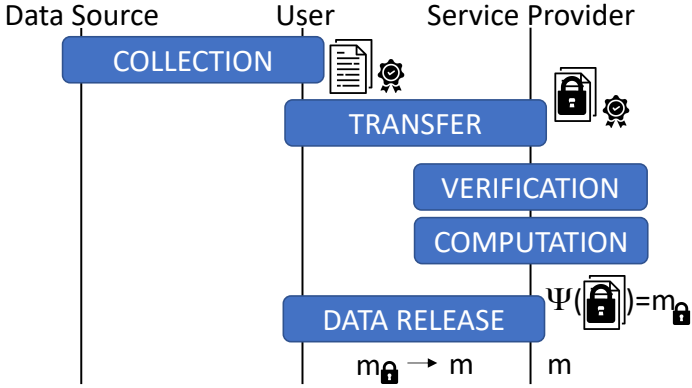 Data Source User Service Provider
COLLECTION
TRANSFER
VERIFICATION
COMPUTATION
Ψ( )=m
DATA RELEASE
m → m m